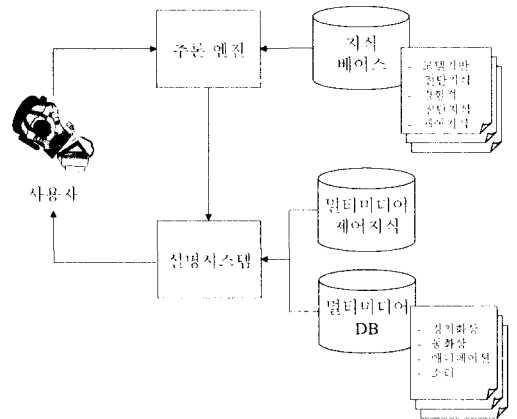 추론 엔진
지식
베이스
- 모델기반
진단지식
- 경험적
진단지식
사용자
멀티미디어
제어지식
설명시스템
멀티미디어
DB
- 정지화상
- 동화상
- 애니메이션
- 소리